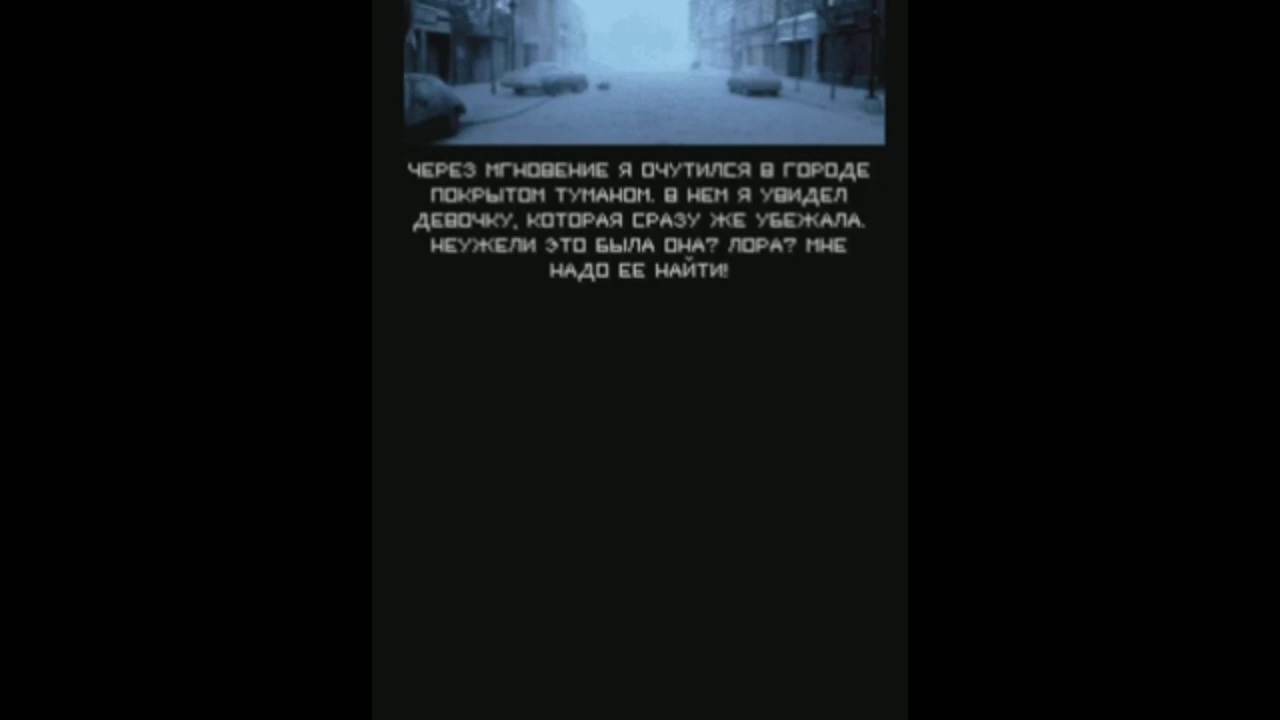 ЧЕРЕЗ МГНОВЕНИЕ Я ОЧУТИЛСЯ В ГОРОДЕ
ПОКРЫТОМ ТУМАНОМ. В НЕМ Я УВИДЕЛ
ДЕВОЧКУ, КОТОРАЯ СРАЗУ ЖЕ УБЕЖАЛА.
НЕУЖЕЛИ ЭТО БЫЛА ОНА? ЛОРА? МНЕ
НАДО ЕЕ НАЙТИ!